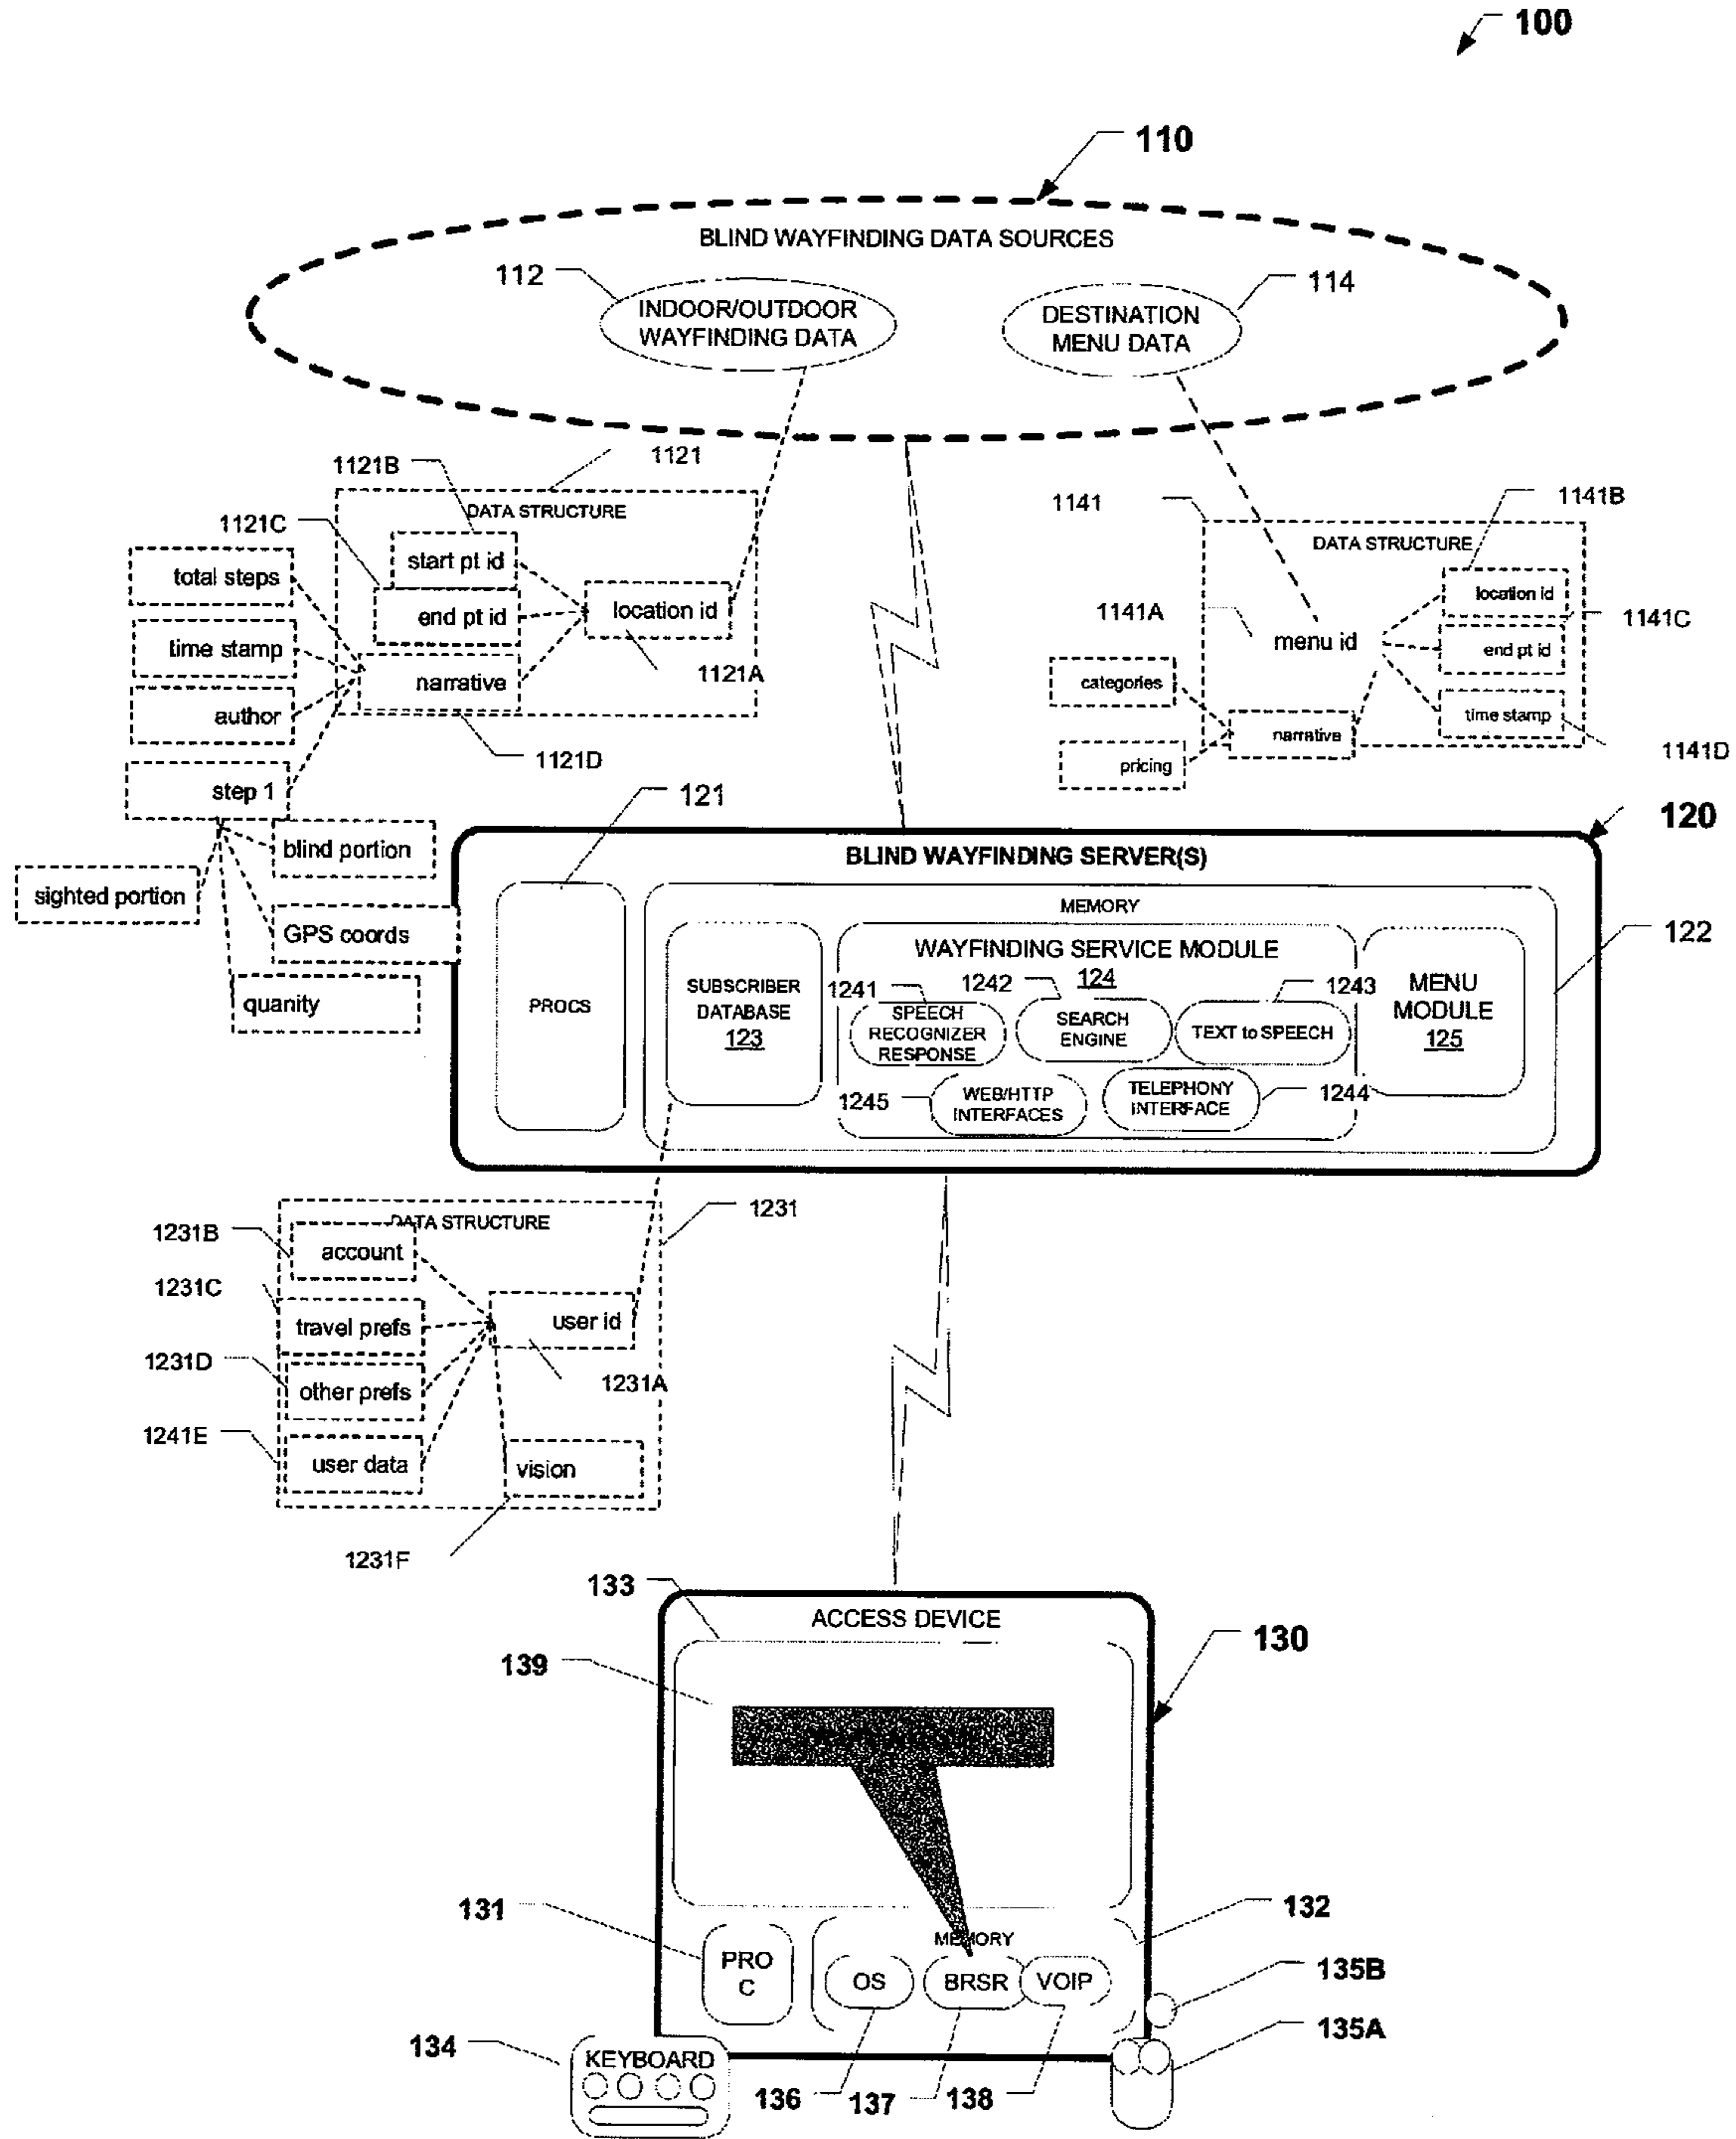 100
110
BLIND WAYFINDING DATA SOURCES
112
114
INDOOR/OUTDOOR
WAYFINDING DATA
DESTINATION
MENU DATA
1121B
1121
1121C
DATA STRUCTURE
start pt id
total steps
end pt id
location id
time stamp
narrative
1121A
author
1121D
step 1
blind portion
sighted portion
GPS coords
quanity
1141
1141B
DATA STRUCTURE
location id
1141A
1141C
menu id
end pt id
categories
time stamp
narrative
1141D
pricing
121
120
BLIND WAYFINDING SERVER(S)
MEMORY
122
PROCS
SUBSCRIBER
DATABASE
123
WAYFINDING SERVICE MODULE
124
1241
1242
1243
SPEECH
RECOGNIZER
RESPONSE
SEARCH
ENGINE
TEXT to SPEECH
MENU
MODULE
125
1245
WEB/HTTP
INTERFACES
TELEPHONY
INTERFACE
1244
1231
1231B
DATA STRUCTURE
account
1231C
travel prefs
user id
1231D
other prefs
1231A
1241E
user data
vision
1231F
133
ACCESS DEVICE
130
139
131
132
MEMORY
PRO
C
OS
BRSR
VOIP
135B
135A
134
KEYBOARD
136
137
138